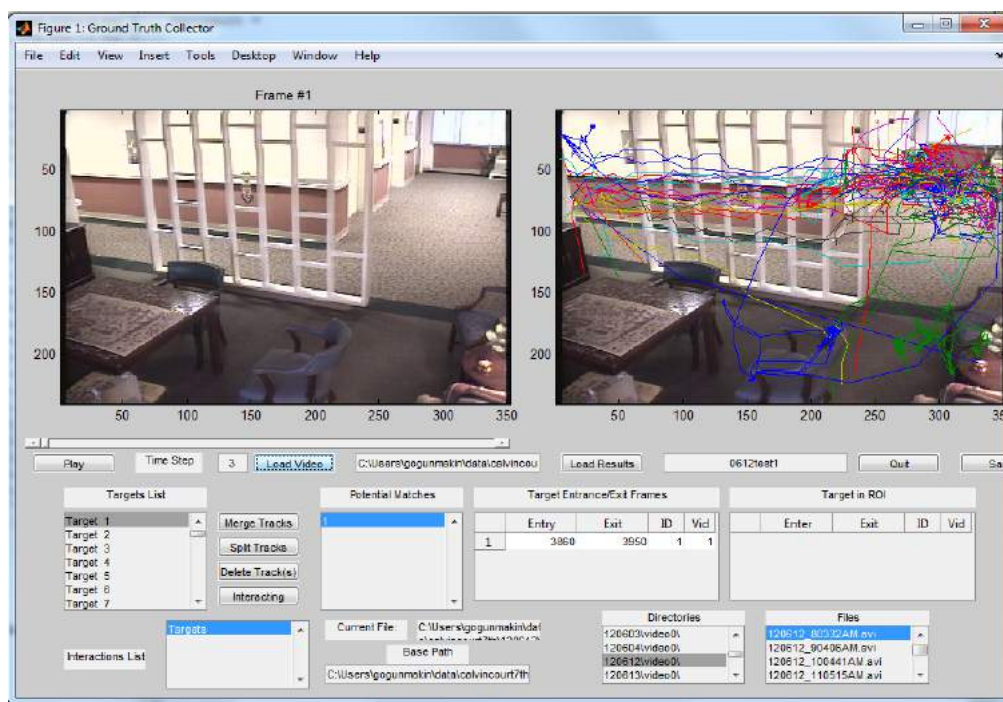 Figure 1: Ground Truth Collector
File Edit View Insert Tools Desktop Window Help
Frame #1
50 50
100 100
150 150
200 200
50 100 150 200 250 300 350 50 100 150 200 250 300
Play Time Step 3 Load Video C:\Users\gogunmakin\data\calvincou Load Results 0612test1 Quit
Targets List Potential Matches Target Entrance/Exit Frames Target in ROI
Target 1
Target 2
Target 3
Target 4
Target 5
Target 6
Target 7
Merge Tracks
Split Tracks
Delete Track(s)
Interacting
1
Entry Exit ID Vid
1 3860 3950 1 1
Enter Exit ID Vid
Interactions List
Targets
Current File: C:\Users\gogunmakin\dat
Base Path
C:\Users\gogunmakin\data\calvincourt7th
Directories
120603\video0\
120604\video0\
120612\video0\
120613\video0\
Files
120612_80332AM.avi
120612_90406AM.avi
120612_100441AM.avi
120612_110515AM.avi